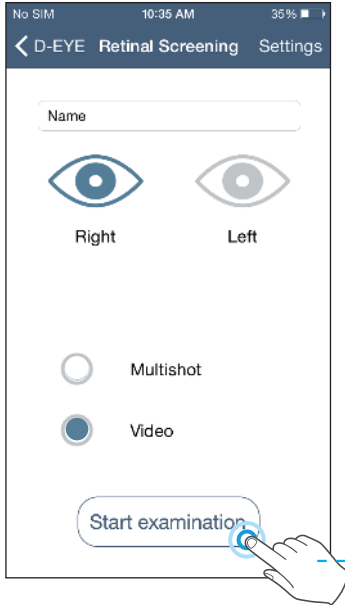 No SIM 10:35 AM 35%
D-EYE Retinal Screening Settings
Name
Right Left
Multishot
Video
Start examination